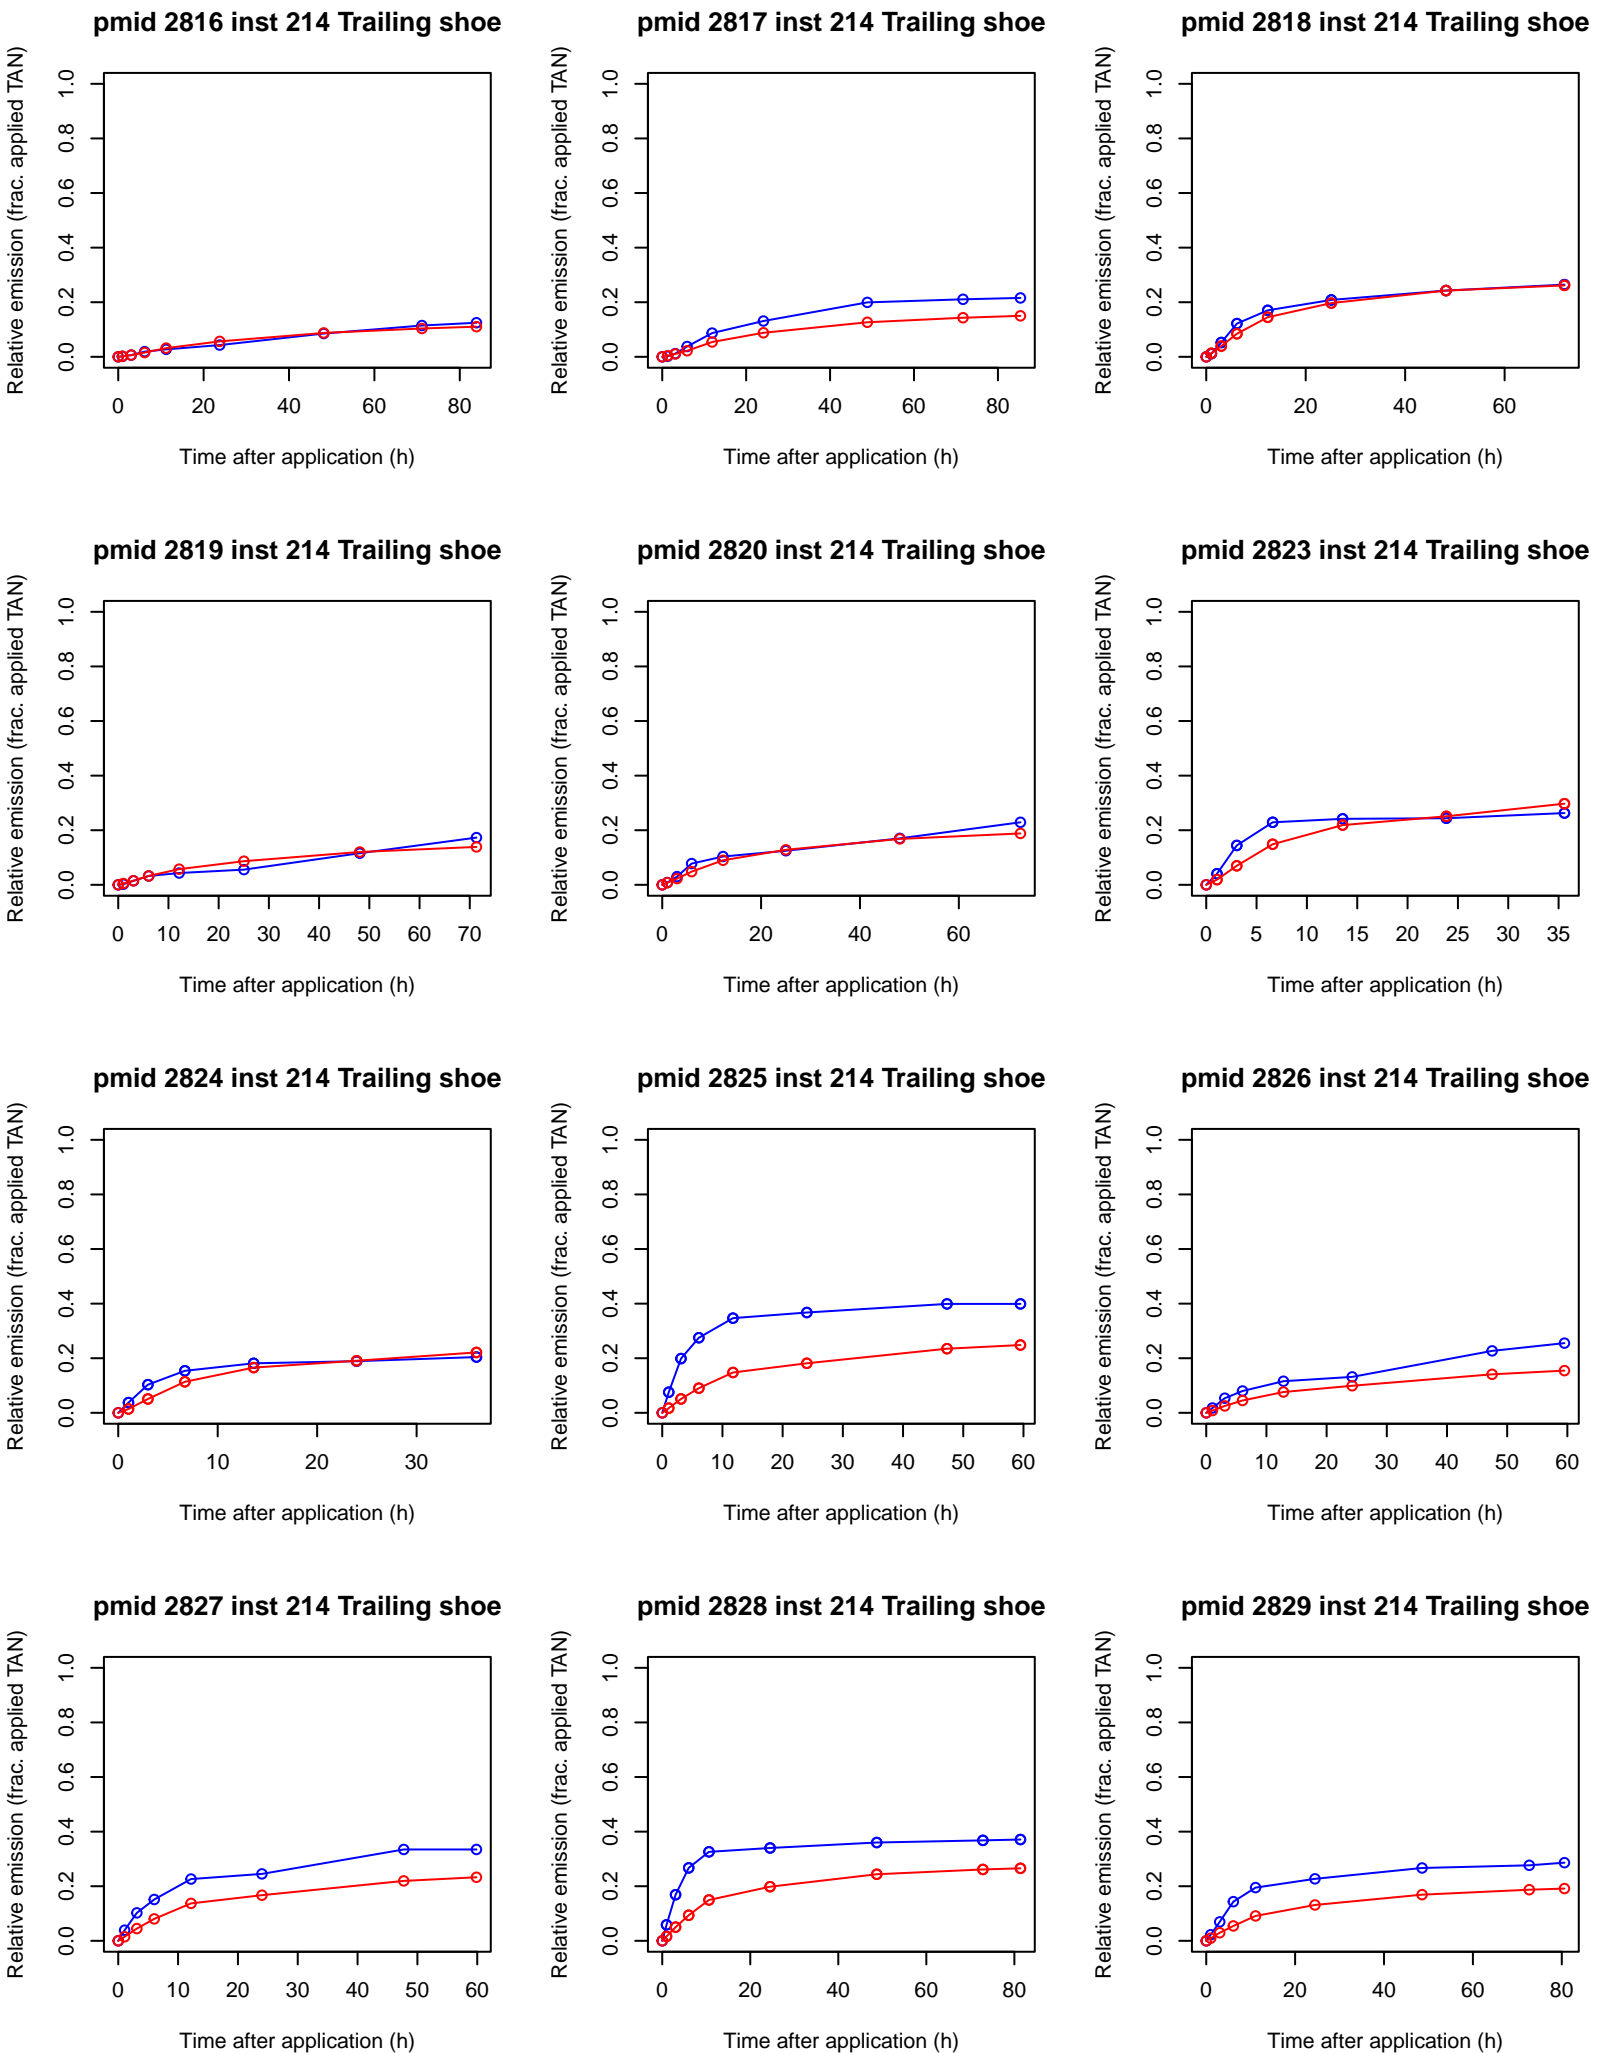 pmid 2816 inst 214 Trailing shoe
Relative emission (frac. applied TAN)
1.0
0.8
0.6
0.4
0.2
0.0
0 20 40 60 80
Time after application (h)
pmid 2817 inst 214 Trailing shoe
Relative emission (frac. applied TAN)
1.0
0.8
0.6
0.4
0.2
0.0
0 20 40 60 80
Time after application (h)
pmid 2818 inst 214 Trailing shoe
Relative emission (frac. applied TAN)
1.0
0.8
0.6
0.4
0.2
0.0
0 20 40 60
Time after application (h)
pmid 2819 inst 214 Trailing shoe
Relative emission (frac. applied TAN)
1.0
0.8
0.6
0.4
0.2
0.0
0 10 20 30 40 50 60 70
Time after application (h)
pmid 2820 inst 214 Trailing shoe
Relative emission (frac. applied TAN)
1.0
0.8
0.6
0.4
0.2
0.0
0 20 40 60
Time after application (h)
pmid 2823 inst 214 Trailing shoe
Relative emission (frac. applied TAN)
1.0
0.8
0.6
0.4
0.2
0.0
0 5 10 15 20 25 30 35
Time after application (h)
pmid 2824 inst 214 Trailing shoe
Relative emission (frac. applied TAN)
1.0
0.8
0.6
0.4
0.2
0.0
0 10 20 30
Time after application (h)
pmid 2825 inst 214 Trailing shoe
Relative emission (frac. applied TAN)
1.0
0.8
0.6
0.4
0.2
0.0
0 10 20 30 40 50 60
Time after application (h)
pmid 2826 inst 214 Trailing shoe
Relative emission (frac. applied TAN)
1.0
0.8
0.6
0.4
0.2
0.0
0 10 20 30 40 50 60
Time after application (h)
pmid 2827 inst 214 Trailing shoe
Relative emission (frac. applied TAN)
1.0
0.8
0.6
0.4
0.2
0.0
0 10 20 30 40 50 60
Time after application (h)
pmid 2828 inst 214 Trailing shoe
Relative emission (frac. applied TAN)
1.0
0.8
0.6
0.4
0.2
0.0
0 20 40 60 80
Time after application (h)
pmid 2829 inst 214 Trailing shoe
Relative emission (frac. applied TAN)
1.0
0.8
0.6
0.4
0.2
0.0
0 20 40 60 80
Time after application (h)